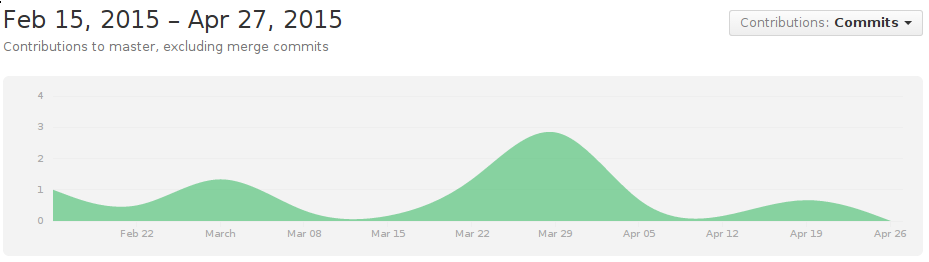 Feb 15, 2015 – Apr 27, 2015
Contributions: Commits
Contributions to master, excluding merge commits
4
3
2
1
0
Feb 22 March Mar 08 Mar 15 Mar 22 Mar 29 Apr 05 Apr 12 Apr 19 Apr 26